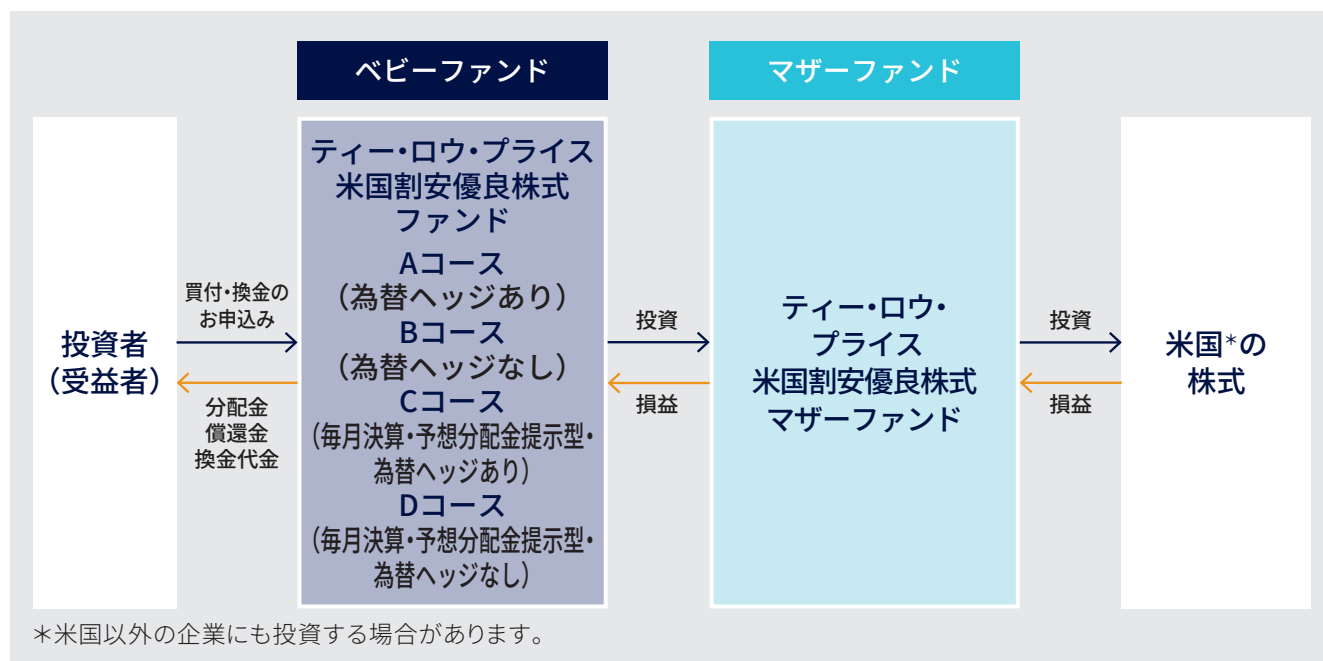 ベビーファンド
マザーファンド
投資者
（受益者）
買付・換金の
お申込み
分配金
償還金
換金代金
ティー・ロウ・プライス
米国割安優良株式
ファンド
Aコース
（為替ヘッジあり）
Bコース
（為替ヘッジなし）
Cコース
（毎月決算・予想分配金提示型・
為替ヘッジあり）
Dコース
（毎月決算・予想分配金提示型・
為替ヘッジなし）
投資
損益
ティー・ロウ・
プライス
米国割安優良株式
マザーファンド
投資
損益
米国*の
株式
＊米国以外の企業にも投資する場合があります。